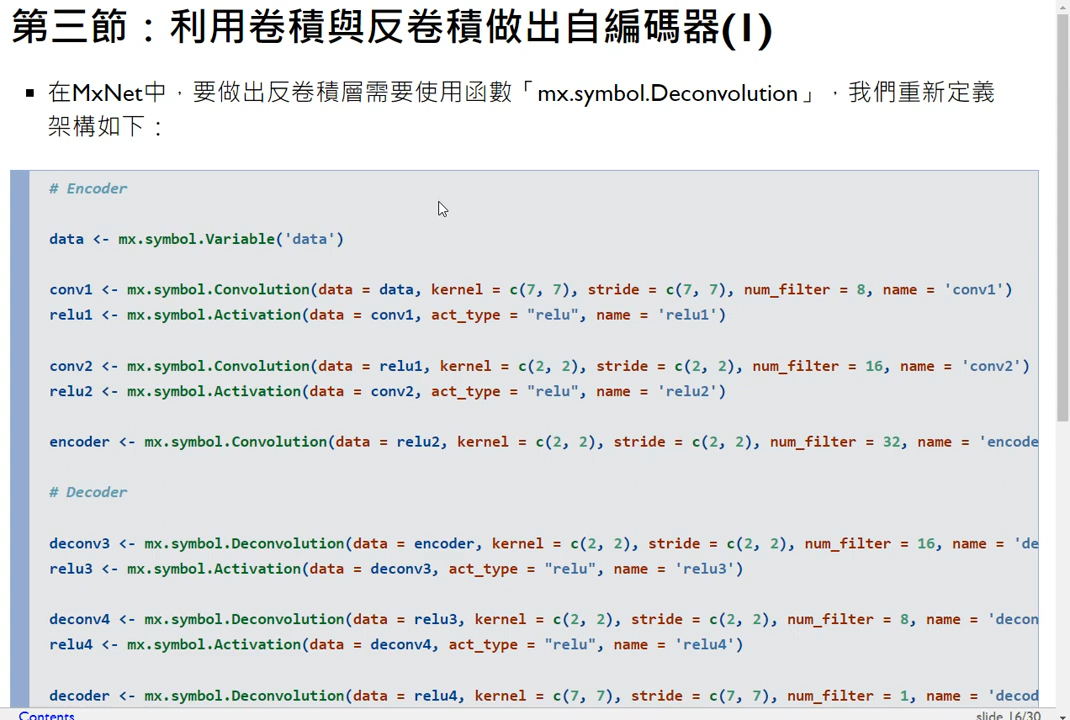 第三節：利用卷積與反卷積做出自編碼器(1)
▪ 在MxNet中，要做出反卷積層需要使用函數「mx.symbol.Deconvolution」，我們重新定義
架構如下：
# Encoder
data <- mx.symbol.Variable('data')
conv1 <- mx.symbol.Convolution(data = data, kernel = c(7, 7), stride = c(7, 7), num_filter = 8, name = 'conv1')
relu1 <- mx.symbol.Activation(data = conv1, act_type = "relu", name = 'relu1')
conv2 <- mx.symbol.Convolution(data = relu1, kernel = c(2, 2), stride = c(2, 2), num_filter = 16, name = 'conv2')
relu2 <- mx.symbol.Activation(data = conv2, act_type = "relu", name = 'relu2')
encoder <- mx.symbol.Convolution(data = relu2, kernel = c(2, 2), stride = c(2, 2), num_filter = 32, name = 'encode
# Decoder
deconv3 <- mx.symbol.Deconvolution(data = encoder, kernel = c(2, 2), stride = c(2, 2), num_filter = 16, name = 'de
relu3 <- mx.symbol.Activation(data = deconv3, act_type = "relu", name = 'relu3')
deconv4 <- mx.symbol.Deconvolution(data = relu3, kernel = c(2, 2), stride = c(2, 2), num_filter = 8, name = 'decon
relu4 <- mx.symbol.Activation(data = deconv4, act_type = "relu", name = 'relu4')
decoder <- mx.symbol.Deconvolution(data = relu4, kernel = c(7, 7), stride = c(7, 7), num_filter = 1, name = 'decod
Contents
slide 16/30